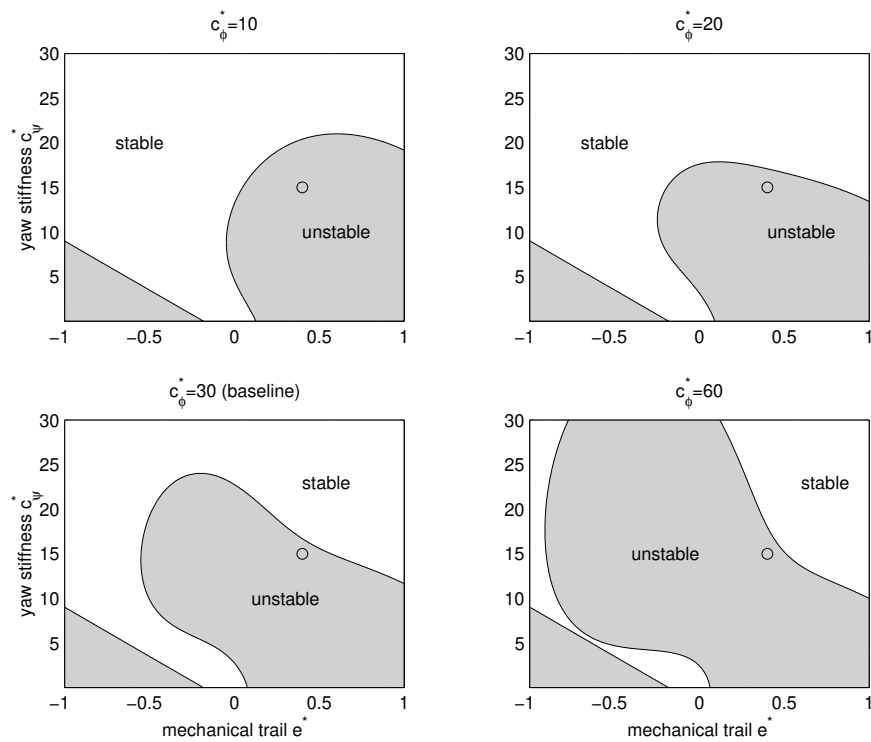 c*ϕ=10
30
25
20
15
10
5
yaw stiffness c*ψ
stable
unstable
−1 −0.5 0 0.5 1
c*ϕ=20
30
25
20
15
10
5
stable
unstable
−1 −0.5 0 0.5 1
c*ϕ=30 (baseline)
30
25
20
15
10
5
yaw stiffness c*ψ
stable
unstable
−1 −0.5 0 0.5 1
mechanical trail e*
c*ϕ=60
30
25
20
15
10
5
stable
unstable
−1 −0.5 0 0.5 1
mechanical trail e*